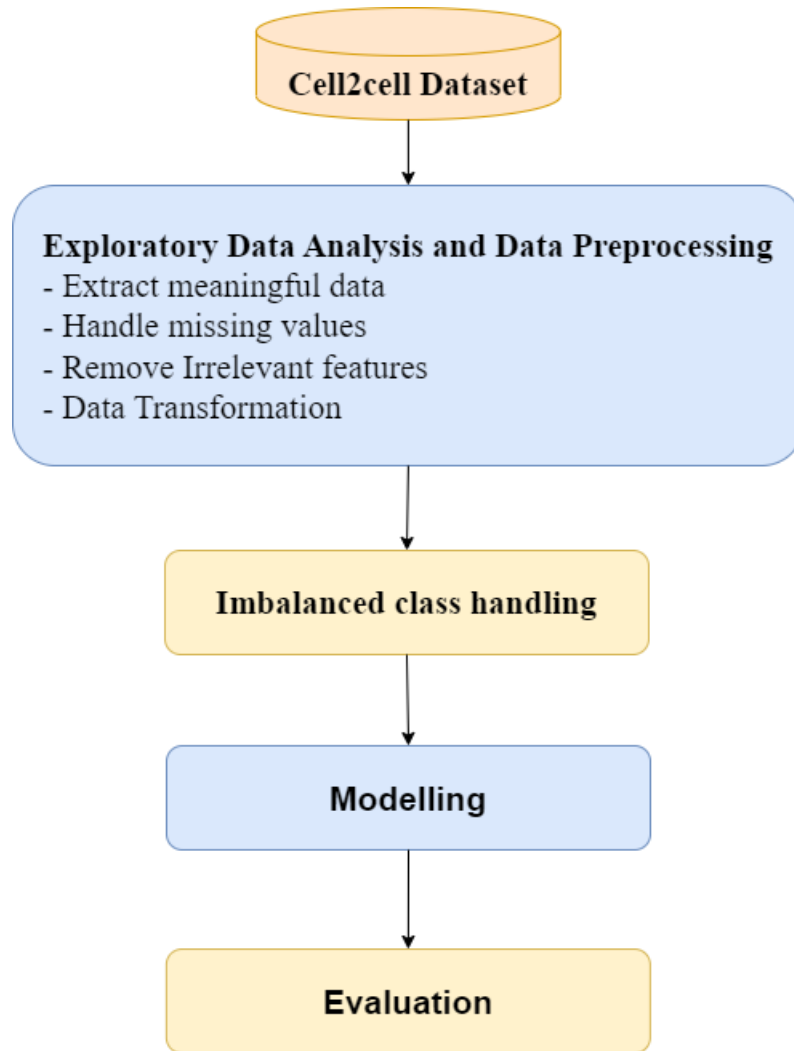 Cell2cell Dataset
Exploratory Data Analysis and Data Preprocessing
- Extract meaningful data
- Handle missing values
- Remove Irrelevant features
- Data Transformation
Imbalanced class handling
Modelling
Evaluation